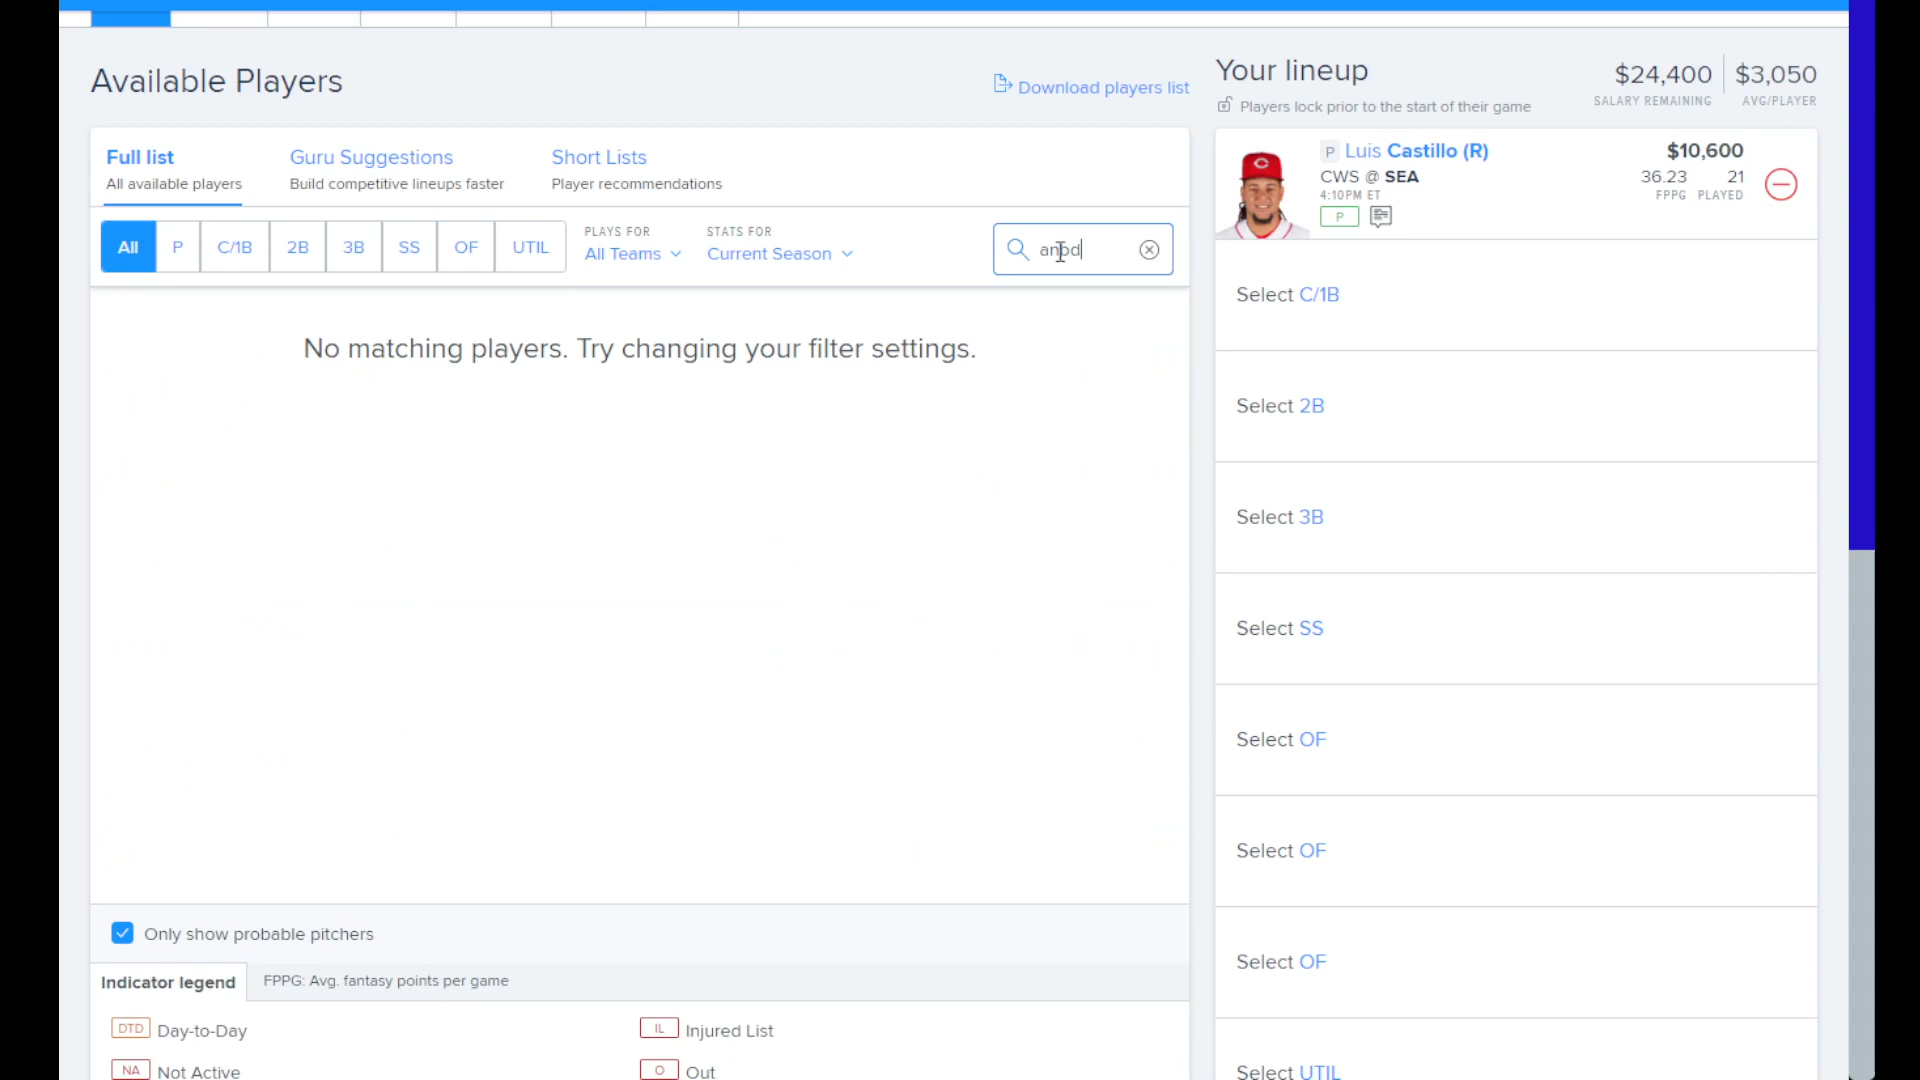 Available Players
Download players list
Full list
All available players
Guru Suggestions
Build competitive lineups faster
Short Lists
Player recommendations
All
P
C/1B
2B
3B
SS
OF
UTIL
PLAYS FOR
All Teams
STATS FOR
Current Season
anbd
No matching players. Try changing your filter settings.
Only show probable pitchers
Indicator legend
FPPG: Avg. fantasy points per game
DTD Day-to-Day
IL Injured List
NA Not Active
O Out
Your lineup
Players lock prior to the start of their game
$24,400
SALARY REMAINING
$3,050
AVG/PLAYER
P Luis Castillo (R)
CWS @ SEA
4:10PM ET
P
$10,600
36.23 21
FPPG PLAYED
Select C/1B
Select 2B
Select 3B
Select SS
Select OF
Select OF
Select OF
Select UTIL